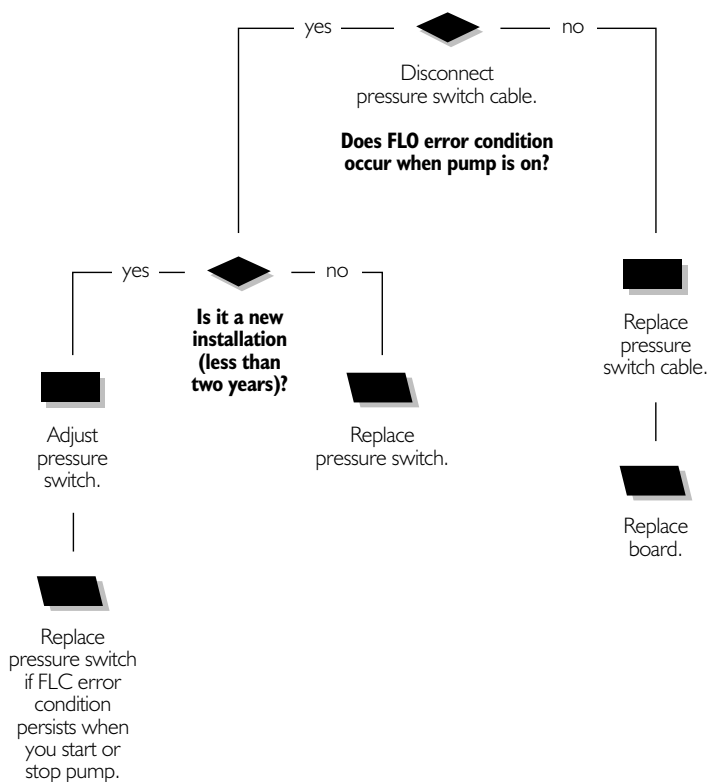 yes
no
Disconnect
pressure switch cable.
Does FLO error condition
occur when pump is on?
yes
no
Is it a new
installation
(less than
two years)?
Replace
pressure
switch cable.
Adjust
pressure
switch.
Replace
pressure switch.
Replace
board.
Replace
pressure switch
if FLC error
condition
persists when
you start or
stop pump.